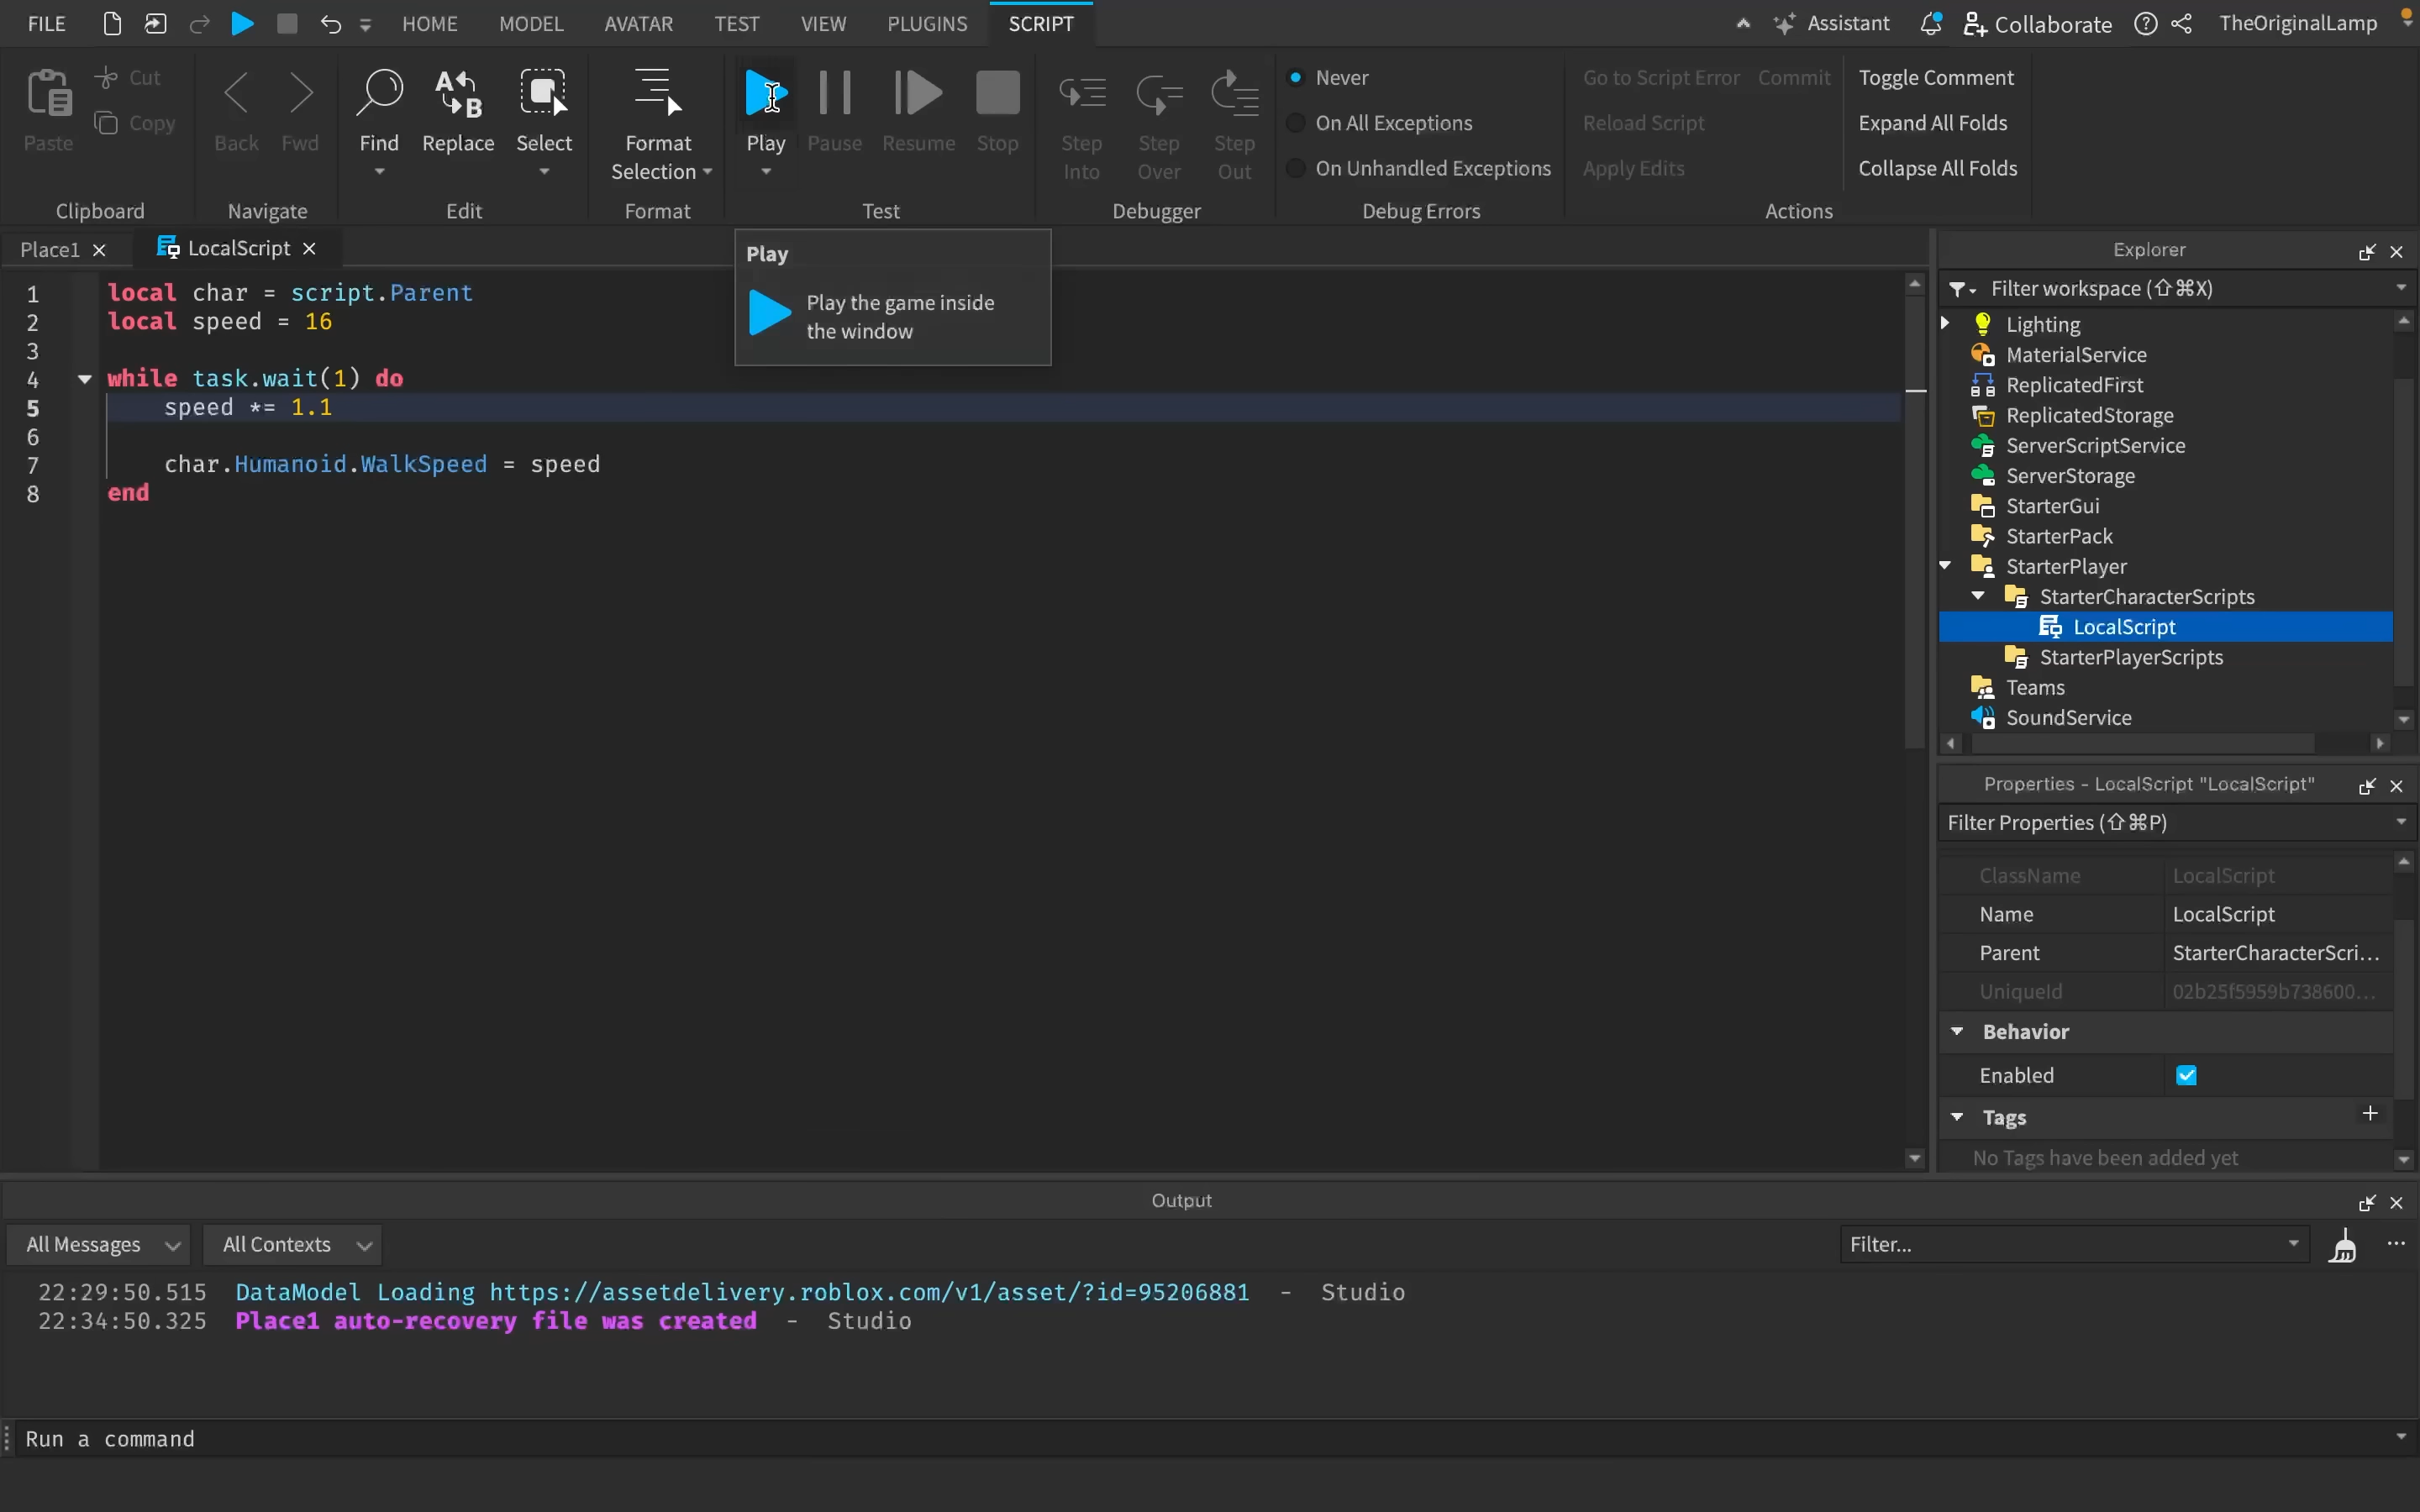 FILE HOME MODEL AVATAR TEST VIEW PLUGINS SCRIPT Assistant Collaborate TheOriginalLamp
Paste Cut Copy
Clipboard
Back Fwd
Navigate
Find Replace Select
Edit
Format Selection
Format
Play Pause Resume Stop
Test
Step Into Step Over Step Out
Debugger
Never
On All Exceptions
On Unhandled Exceptions
Debug Errors
Go to Script Error Commit Toggle Comment
Reload Script Expand All Folds
Apply Edits Collapse All Folds
Actions
Place1 LocalScript
Play
Play the game inside
the window
1 local char = script.Parent
2 local speed = 16
3
4 while task.wait(1) do
5 speed *= 1.1
6
7 char.Humanoid.WalkSpeed = speed
8 end
Explorer
Filter workspace (⇧⌘X)
Lighting
MaterialService
ReplicatedFirst
ReplicatedStorage
ServerScriptService
ServerStorage
StarterGui
StarterPack
StarterPlayer
StarterCharacterScripts
LocalScript
StarterPlayerScripts
Teams
SoundService
Properties - LocalScript "LocalScript"
Filter Properties (⇧⌘P)
ClassName LocalScript
Name LocalScript
Parent StarterCharacterScri...
UniqueId 02b25f5959b738600...
Behavior
Enabled
Tags +
No Tags have been added yet
Output
All Messages All Contexts Filter...
22:29:50.515 DataModel Loading https://assetdelivery.roblox.com/v1/asset/?id=95206881 - Studio
22:34:50.325 Place1 auto-recovery file was created - Studio
Run a command